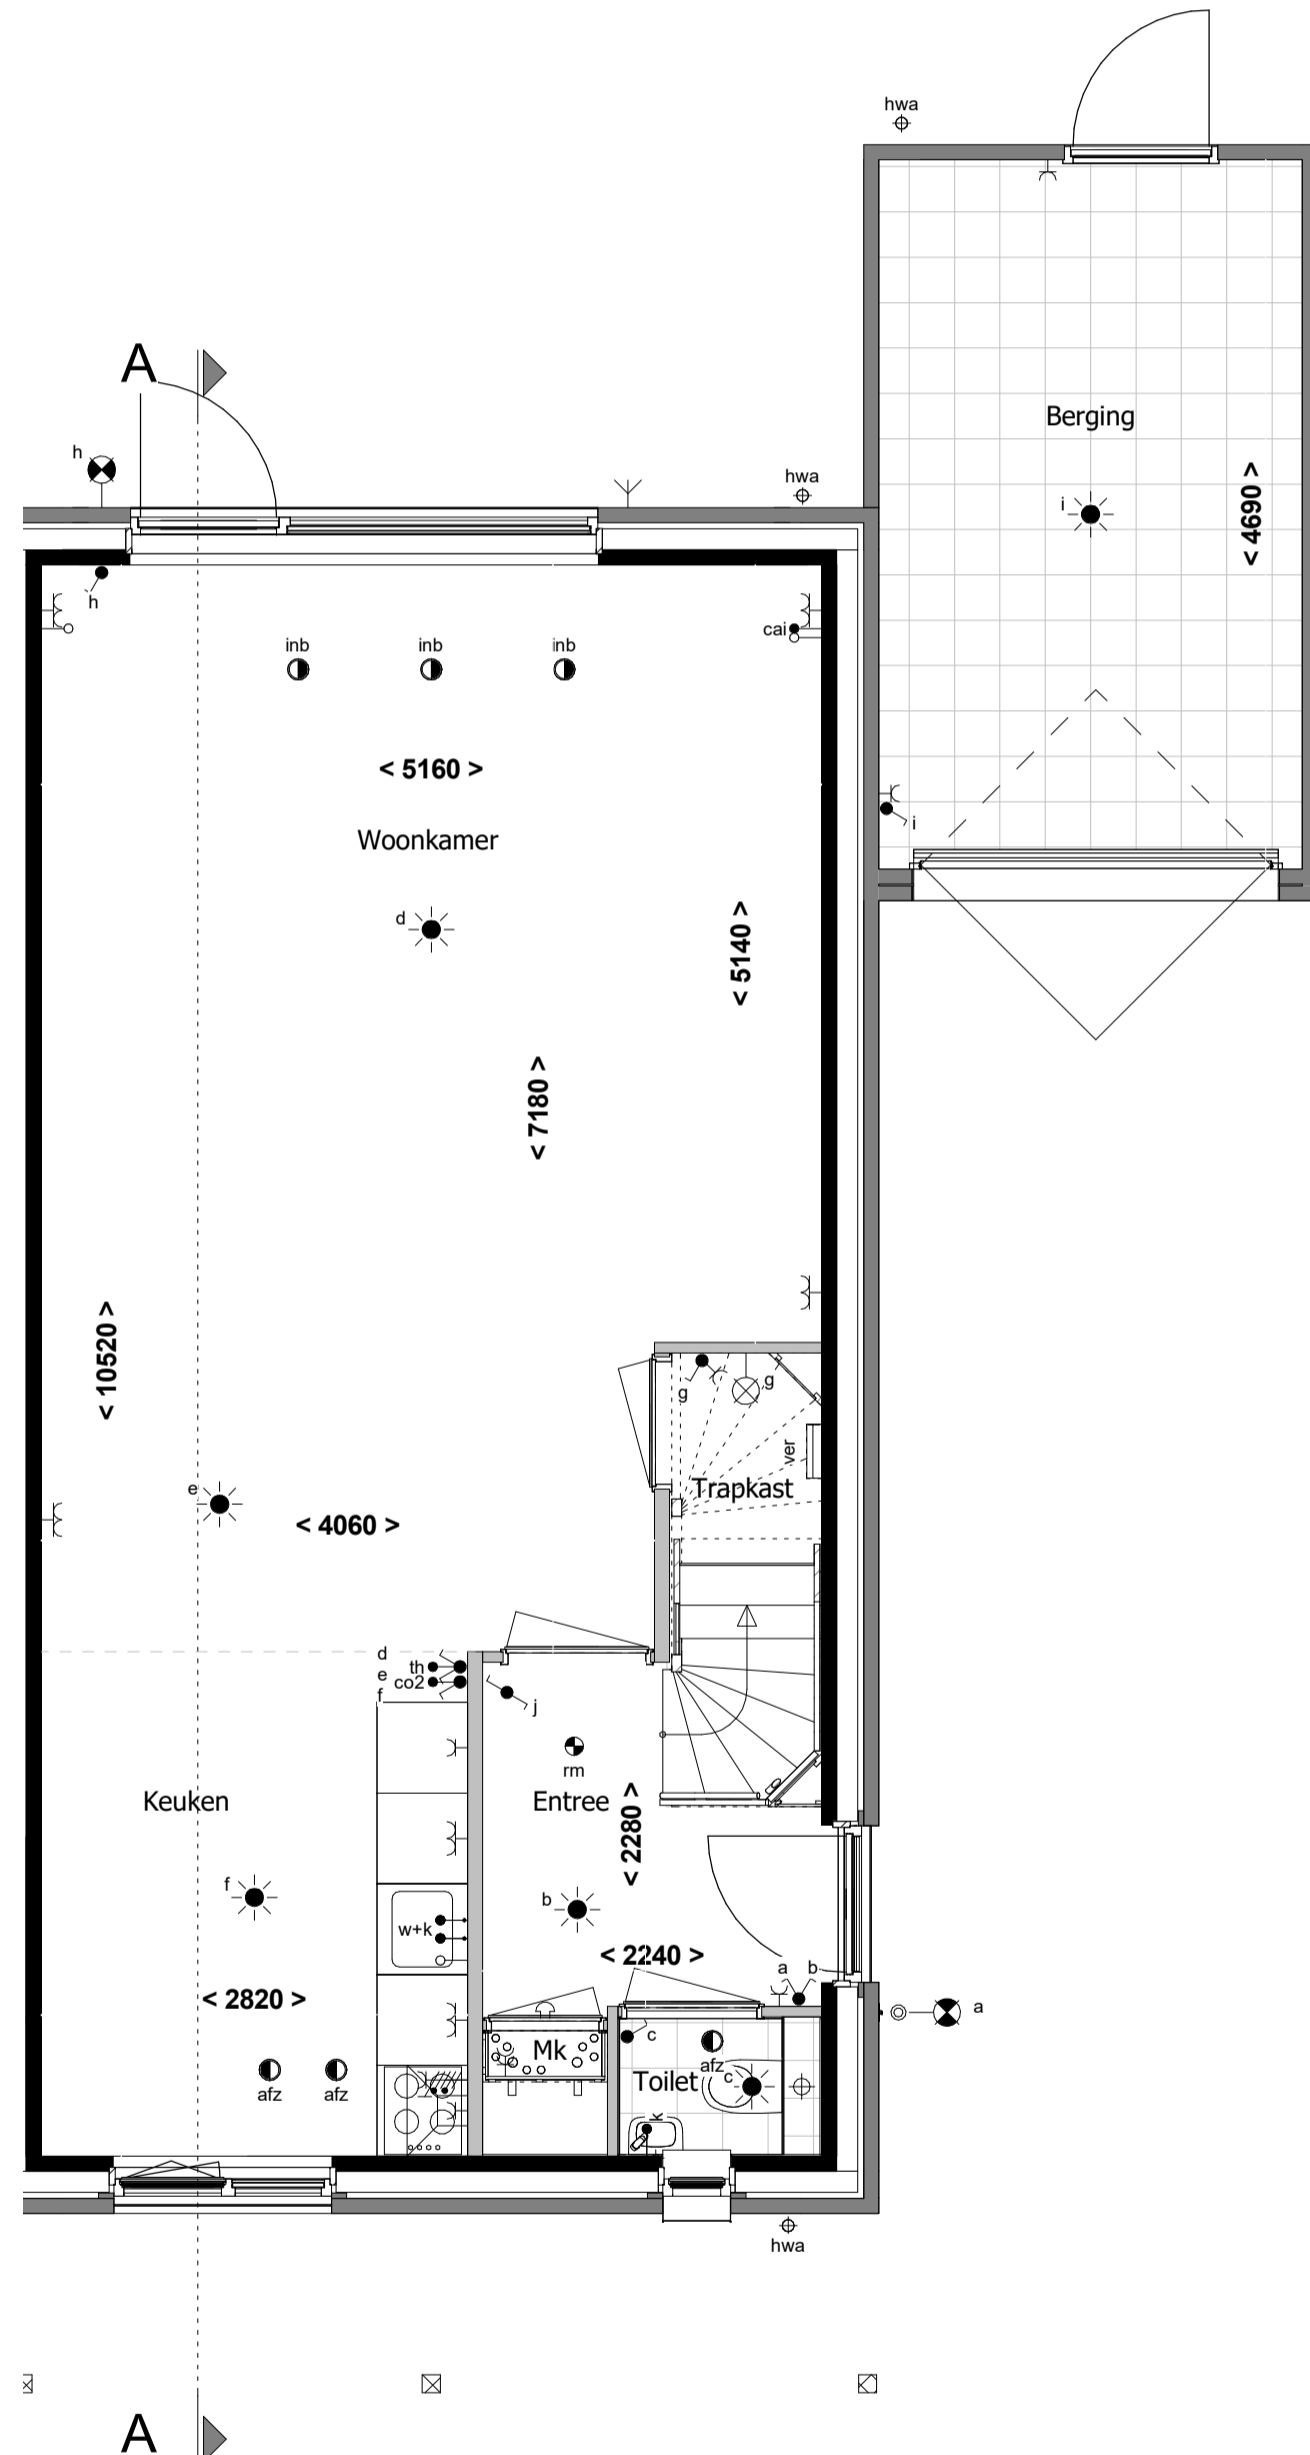 hwa
A
Berging
h
hwa
i
< 4690 >
h
cai
inb
inb
inb
< 5160 >
i
Woonkamer
d
< 5140 >
< 7180 >
< 10520 >
g
g
ver
Trapkast
e
< 4060 >
d
th
e
co2
f
j
rm
Keuken
Entree
< 2280 >
f
b
w+k
< 2240 >
a
b
< 2820 >
a
c
Mk
afz
afz
afz
Toilet
c
k
hwa
A